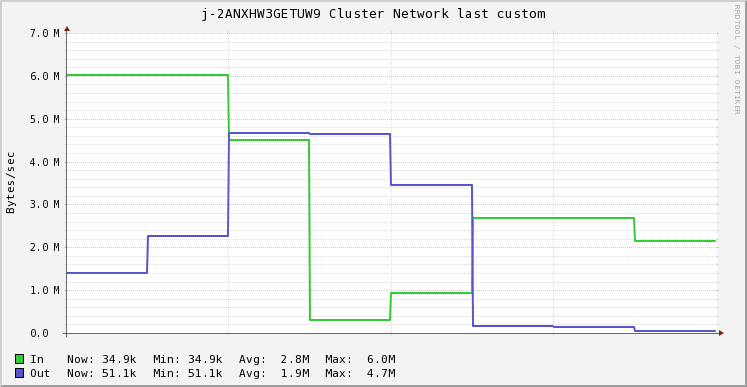 j-2ANXHW3GETUW9 Cluster Network last custom
RRDTOOL / TOBI OETIKER
Bytes/sec
7.0 M
6.0 M
5.0 M
4.0 M
3.0 M
2.0 M
1.0 M
0.0
In Now: 34.9k Min: 34.9k Avg: 2.8M Max: 6.0M
Out Now: 51.1k Min: 51.1k Avg: 1.9M Max: 4.7M